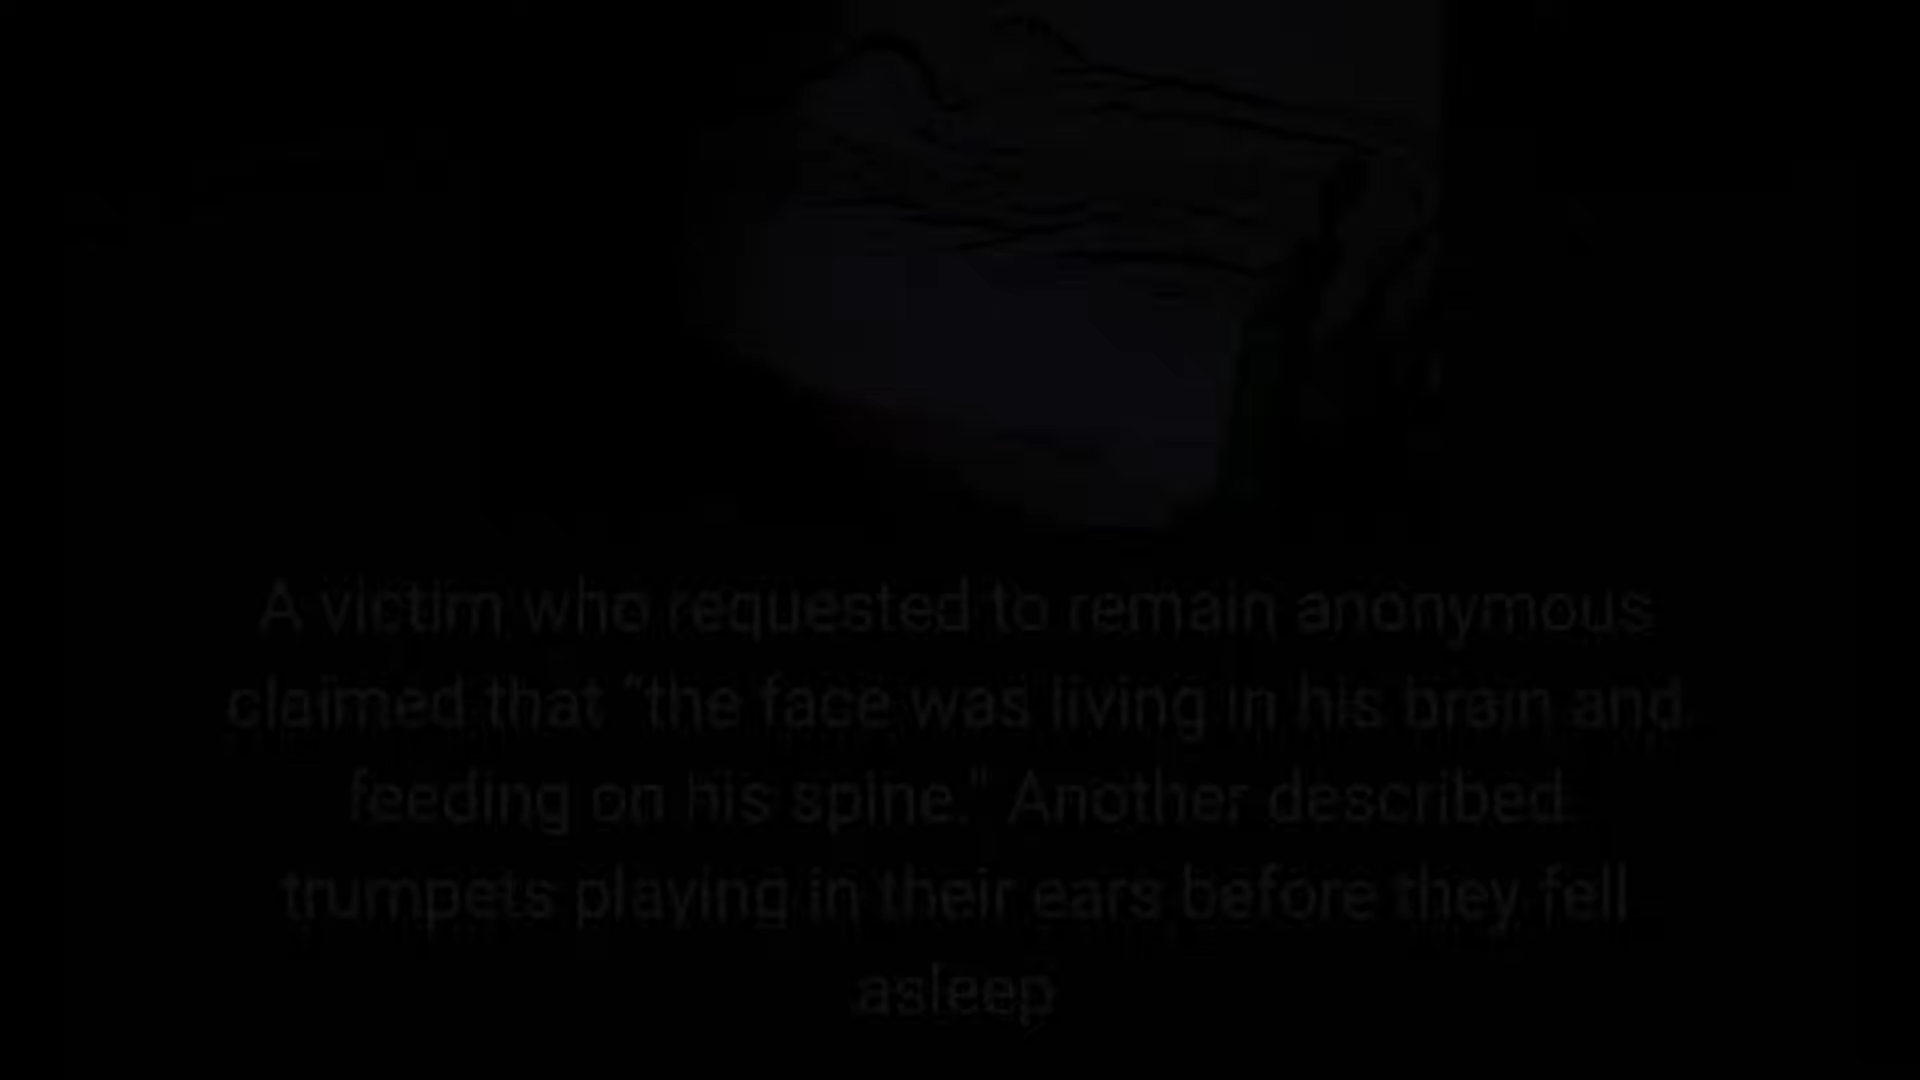 A victim who requested to remain anonymous
claimed that “the face was living in his brain and
feeding on his spine." Another described
trumpets playing in their ears before they fell
asleep